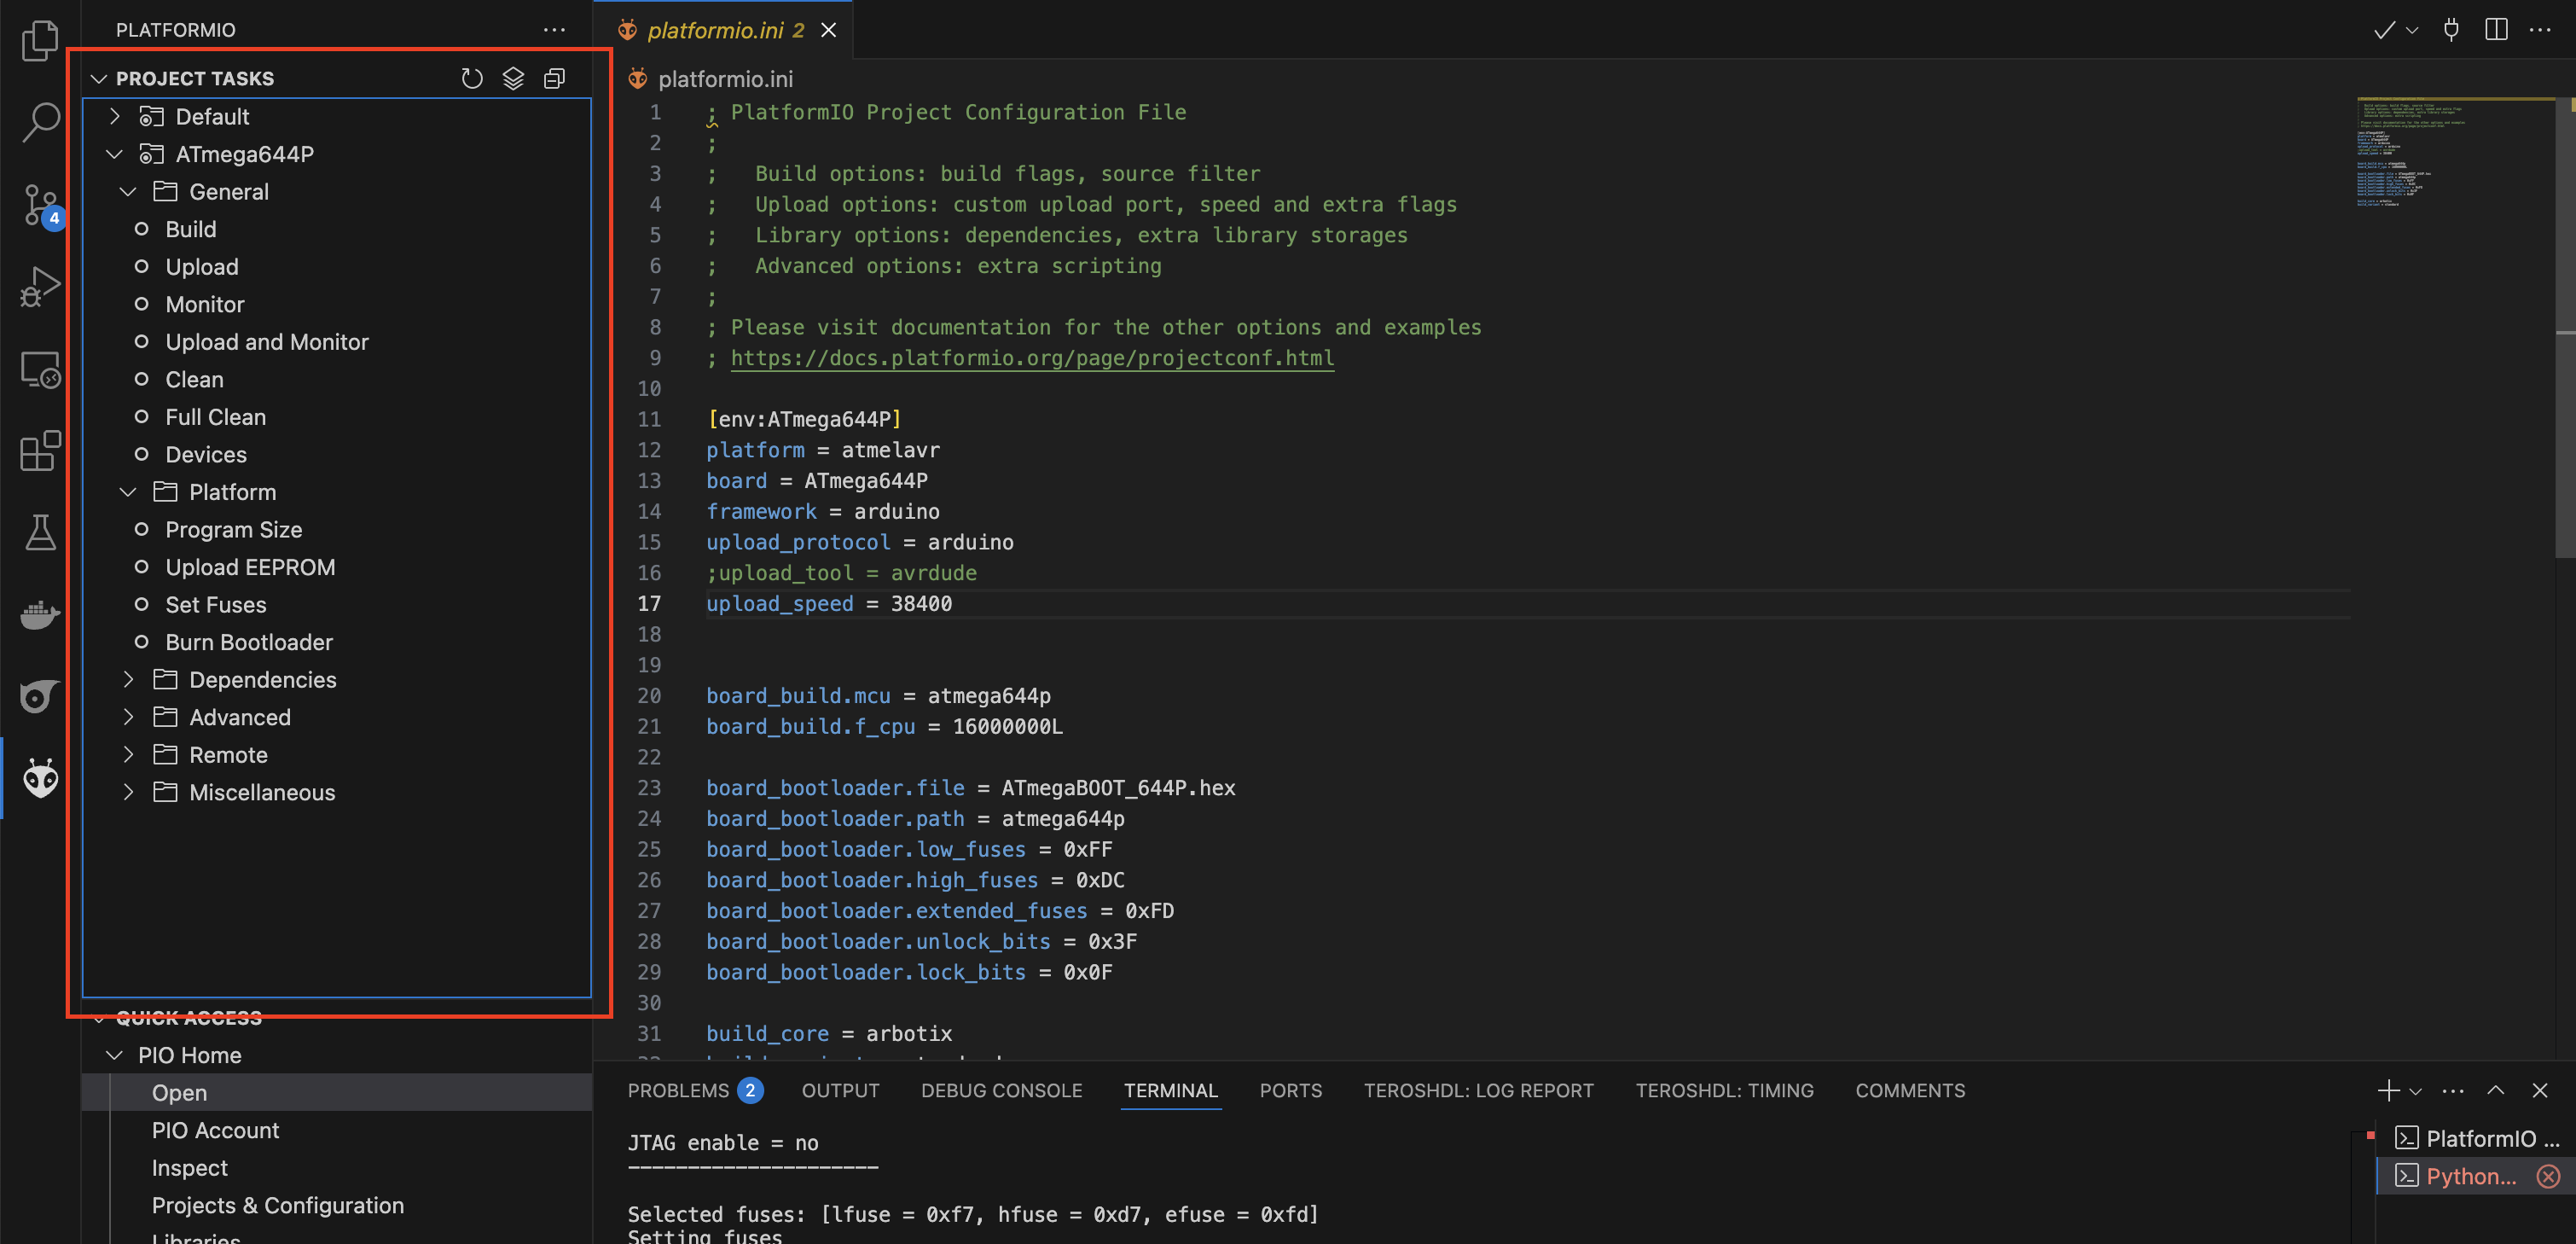 PLATFORMIO
PROJECT TASKS
Default
ATmega644P
General
Build
Upload
Monitor
Upload and Monitor
Clean
Full Clean
Devices
Platform
Program Size
Upload EEPROM
Set Fuses
Burn Bootloader
Dependencies
Advanced
Remote
Miscellaneous
QUICK ACCESS
PIO Home
Open
PIO Account
Inspect
Projects & Configuration
Libraries
4
platformio.ini 2
platformio.ini
1 ; PlatformIO Project Configuration File
2 ;
3 ;   Build options: build flags, source filter
4 ;   Upload options: custom upload port, speed and extra flags
5 ;   Library options: dependencies, extra library storages
6 ;   Advanced options: extra scripting
7 ;
8 ; Please visit documentation for the other options and examples
9 ; https://docs.platformio.org/page/projectconf.html
10
11 [env:ATmega644P]
12 platform = atmelavr
13 board = ATmega644P
14 framework = arduino
15 upload_protocol = arduino
16 ;upload_tool = avrdude
17 upload_speed = 38400
18
19
20 board_build.mcu = atmega644p
21 board_build.f_cpu = 16000000L
22
23 board_bootloader.file = ATmegaBOOT_644P.hex
24 board_bootloader.path = atmega644p
25 board_bootloader.low_fuses = 0xFF
26 board_bootloader.high_fuses = 0xDC
27 board_bootloader.extended_fuses = 0xFD
28 board_bootloader.unlock_bits = 0x3F
29 board_bootloader.lock_bits = 0x0F
30
31 build_core = arbotix
PROBLEMS 2 OUTPUT DEBUG CONSOLE TERMINAL PORTS TEROSHDL: LOG REPORT TEROSHDL: TIMING COMMENTS
JTAG enable = no
---------------------
Selected fuses: [lfuse = 0xf7, hfuse = 0xd7, efuse = 0xfd]
Setting fuses
PlatformIO ...
Python...